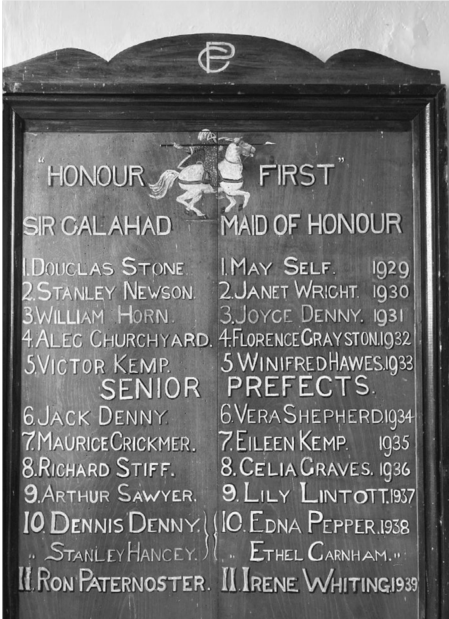 CP
"HONOUR FIRST"
SIR GALAHAD MAID OF HONOUR
1.DOUGLAS STONE. 1.MAY SELF. 1929
2.STANLEY NEWSON. 2.JANET WRIGHT. 1930
3.WILLIAM HORN. 3.JOYCE DENNY. 1931
4.ALEC CHURCHYARD. 4.FLORENCE GRAYSTON.1932
5.VICTOR KEMP. 5 WINIFRED HAWES.1933
SENIOR PREFECTS.
6.JACK DENNY. 6.VERA SHEPHERD 1934
7.MAURICE CRICKMER. 7.EILEEN KEMP. 1935
8.RICHARD STIFF. 8.CELIA GRAVES. 1936
9.ARTHUR SAWYER. 9.LILY LINTOTT.1937
10.DENNIS DENNY. 10.EDNA PEPPER.1938
" STANLEY HANCEY. " ETHEL CARNHAM. "
11.RON PATERNOSTER. 11.IRENE WHITING.1939